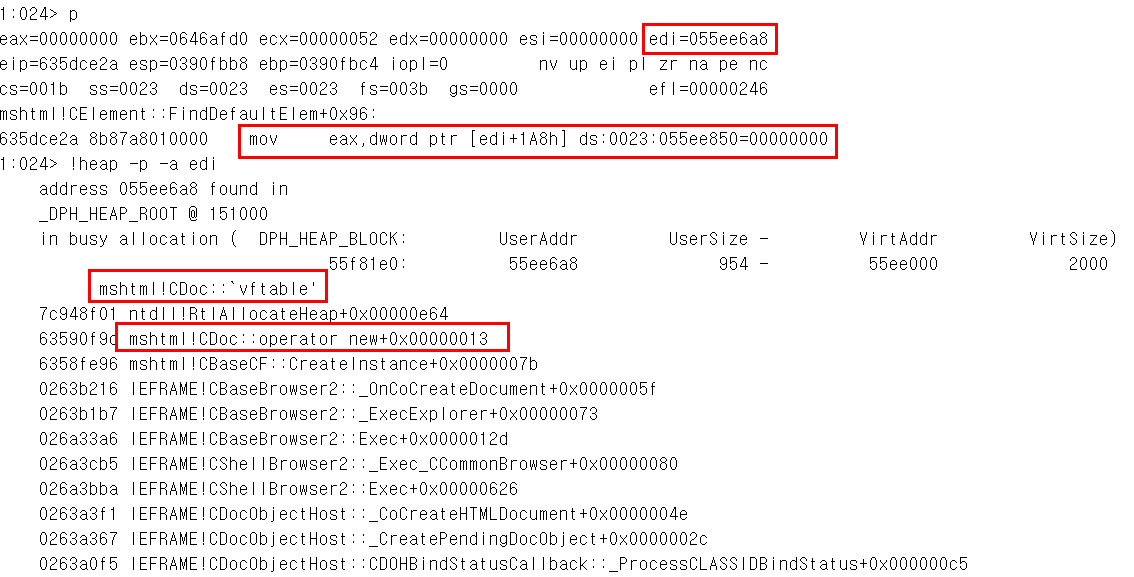 1:024> p
eax=00000000 ebx=0646afd0 ecx=00000052 edx=00000000 esi=00000000 edi=055ee6a8
eip=635dce2a esp=0390fbb8 ebp=0390fbc4 iopl=0 nv up ei pl zr na pe nc
cs=001b ss=0023 ds=0023 es=0023 fs=003b gs=0000 efl=00000246
mshtml!CElement::FindDefaultElem+0x96:
635dce2a 8b87a8010000 mov eax,dword ptr [edi+1A8h] ds:0023:055ee850=00000000
1:024> !heap -p -a edi
address 055ee6a8 found in
_DPH_HEAP_ROOT @ 151000
in busy allocation ( DPH_HEAP_BLOCK: UserAddr UserSize - VirtAddr VirtSize)
55f81e0: 55ee6a8 954 - 55ee000 2000
mshtml!CDoc::`vftable'
7c948f01 ntdll!RtlAllocateHeap+0x00000e64
63590f9c mshtml!CDoc::operator new+0x00000013
6358fe96 mshtml!CBaseCF::CreateInstance+0x0000007b
0263b216 IEFRAME!CBaseBrowser2::_OnCoCreateDocument+0x0000005f
0263b1b7 IEFRAME!CBaseBrowser2::_ExecExplorer+0x00000073
026a33a6 IEFRAME!CBaseBrowser2::Exec+0x0000012d
026a3cb5 IEFRAME!CShellBrowser2::_Exec_CCommonBrowser+0x00000080
026a3bba IEFRAME!CShellBrowser2::Exec+0x00000626
0263a3f1 IEFRAME!CDocObjectHost::_CoCreateHTMLDocument+0x0000004e
0263a367 IEFRAME!CDocObjectHost::_CreatePendingDocObject+0x0000002c
0263a0f5 IEFRAME!CDocObjectHost::CDOHBindStatusCallback::_ProcessCLASSIDBindStatus+0x000000c5